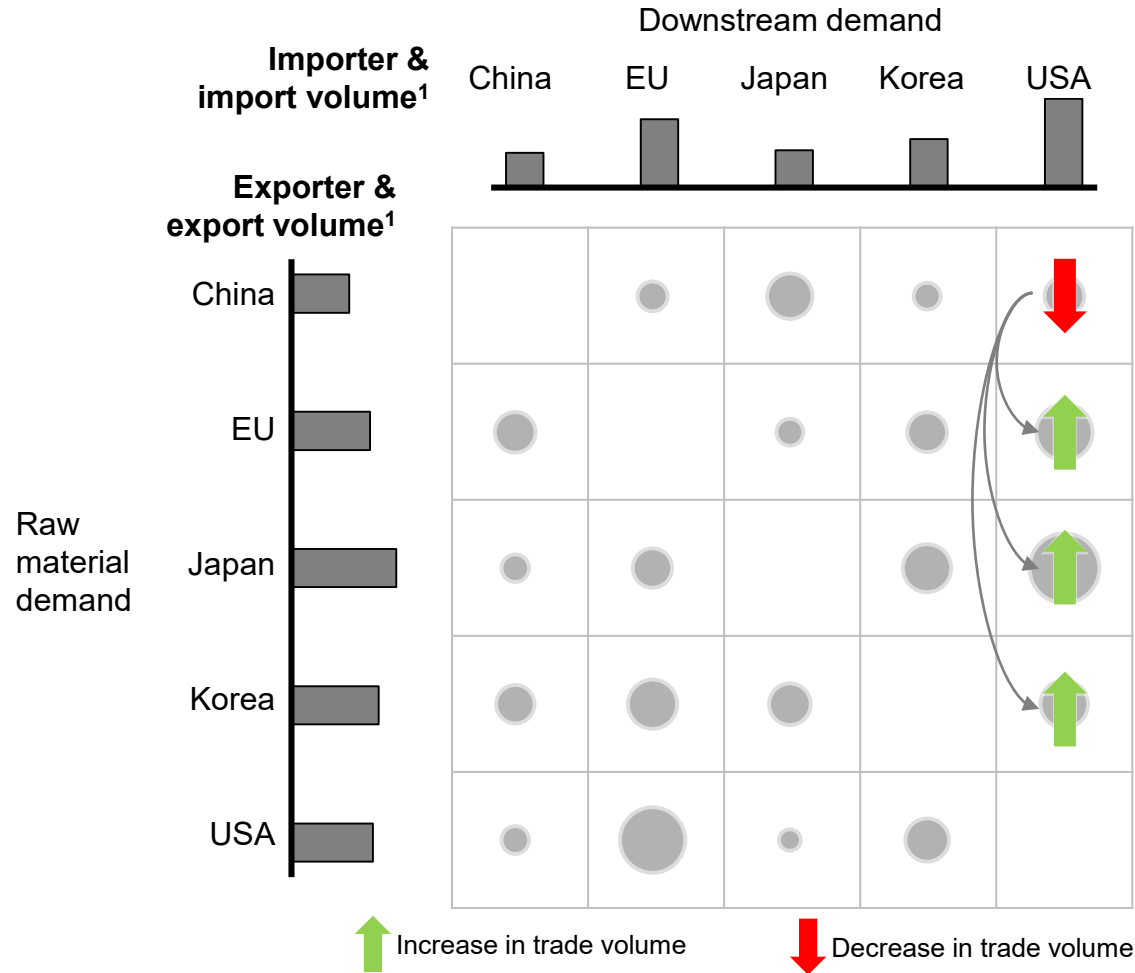 Downstream demand
Importer &
import volume¹
China
EU
Japan
Korea
USA
Exporter &
export volume¹
China
EU
Raw
material
demand
Japan
Korea
USA
Increase in trade volume
Decrease in trade volume